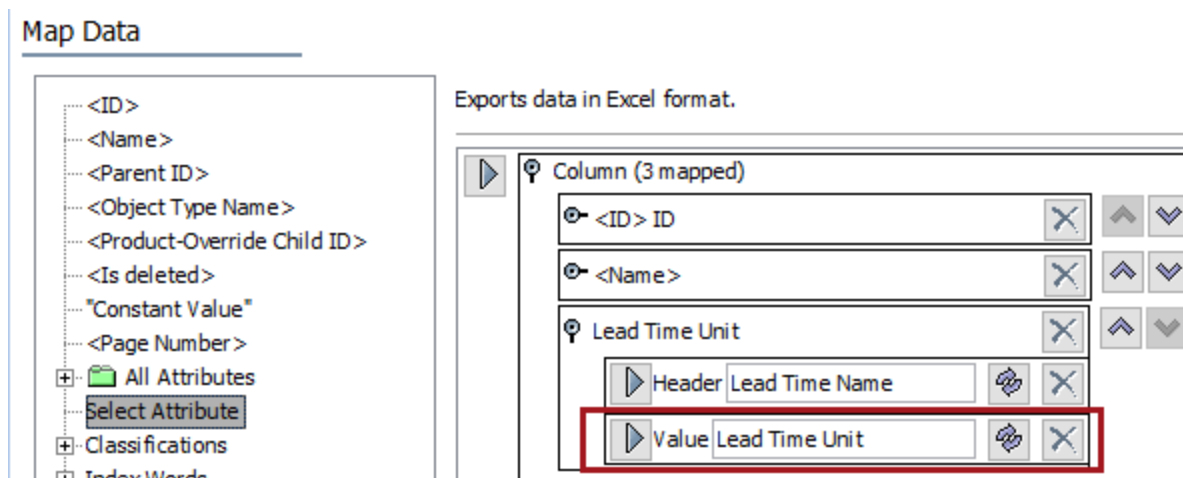 Map Data
<ID>
<Name>
<Parent ID>
<Object Type Name>
<Product-Override Child ID>
<Is deleted>
"Constant Value"
<Page Number>
All Attributes
Select Attribute
Classifications
Index Words
Exports data in Excel format.
Column (3 mapped)
<ID> ID
<Name>
Lead Time Unit
Header Lead Time Name
Value Lead Time Unit